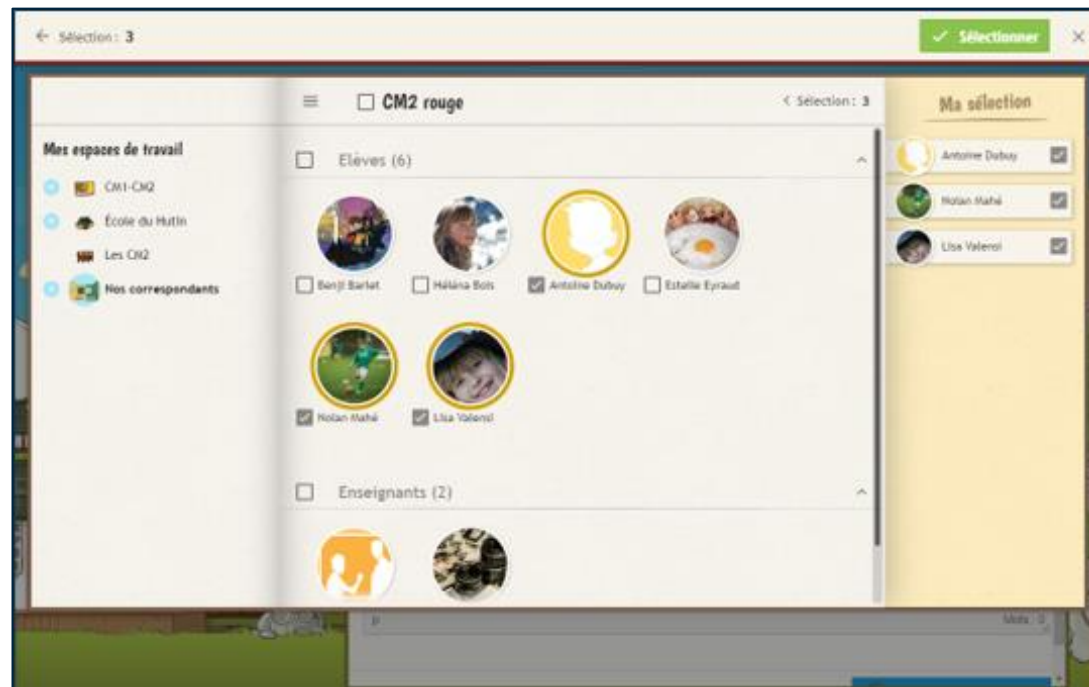 Sélection : 3
Sélectionner
Mes espaces de travail
CM1-CM2
École du Hutin
Les CM2
Nos correspondants
CM2 rouge
Sélection : 3
Elèves (6)
Benji Barlet
Héléna Bois
Antoine Dubuy
Estelle Eyraud
Nolan Mahé
Lisa Valensi
Enseignants (2)
Ma sélection
Antoine Dubuy
Nolan Mahé
Lisa Valensi
p
Mots : 0